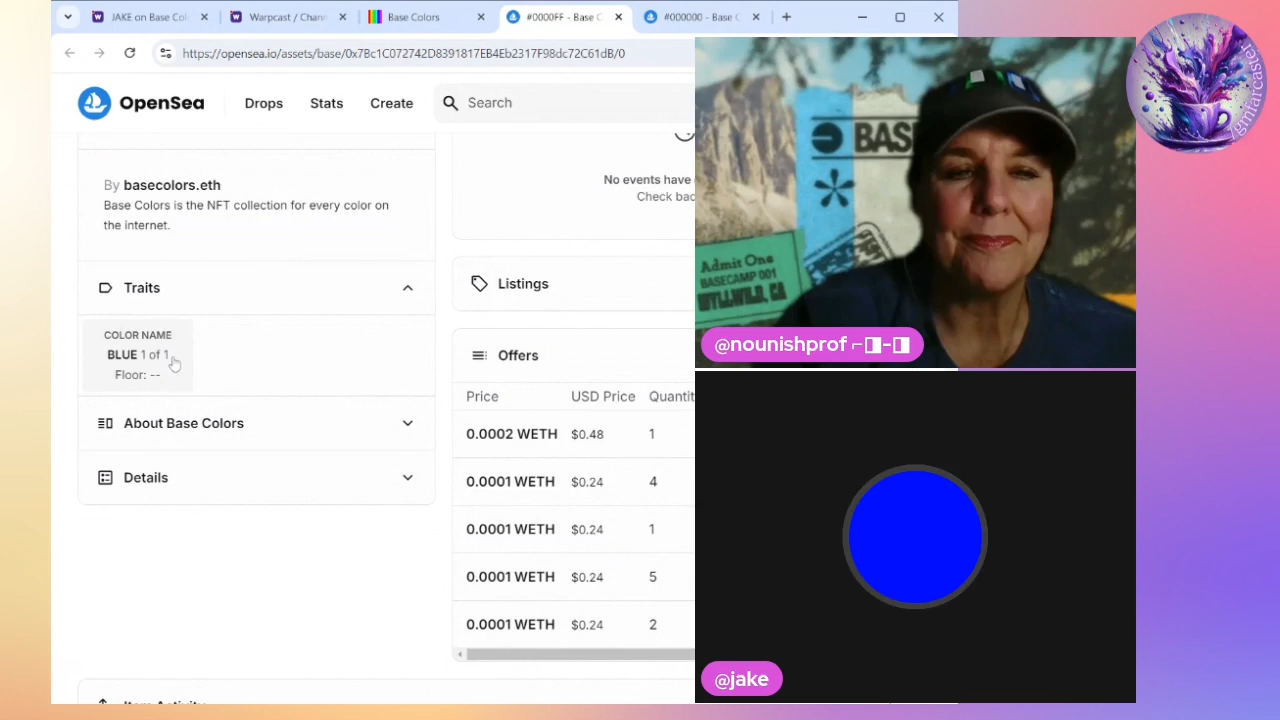 JAKE on Base Col
Warpcast / Chan
Base Colors
#0000FF - Base C
#000000 - Base C
https://opensea.io/assets/base/0x7Bc1C072742D8391817EB4Eb2317F98dc72C61dB/0
OpenSea
Drops
Stats
Create
Search
By basecolors.eth
Base Colors is the NFT collection for every color on
the internet.
Traits
COLOR NAME
BLUE 1 of 1
Floor: --
About Base Colors
Details
No events have
Check bac
Listings
Offers
Price USD Price Quantit
0.0002 WETH $0.48 1
0.0001 WETH $0.24 4
0.0001 WETH $0.24 1
0.0001 WETH $0.24 5
0.0001 WETH $0.24 2
Item Activity
BASE
Admit One
BASECAMP 001
IDYLLWILD, CA
@nounishprof ⌐◨-◨
@jake
/gmfarcaster